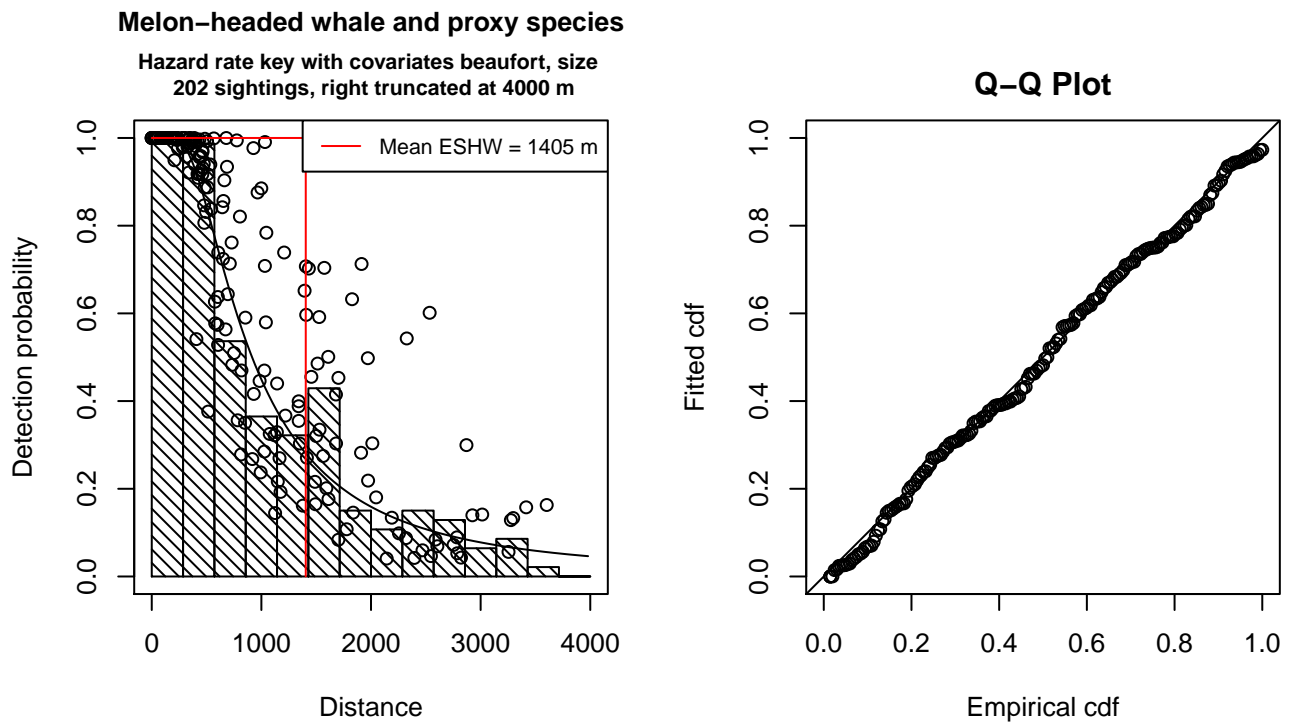 Melon−headed whale and proxy species
Hazard rate key with covariates beaufort, size
202 sightings, right truncated at 4000 m
Mean ESHW = 1405 m
Detection probability
1.0
0.8
0.6
0.4
0.2
0.0
0 1000 2000 3000 4000
Distance
Q−Q Plot
Fitted cdf
1.0
0.8
0.6
0.4
0.2
0.0
0.0 0.2 0.4 0.6 0.8 1.0
Empirical cdf